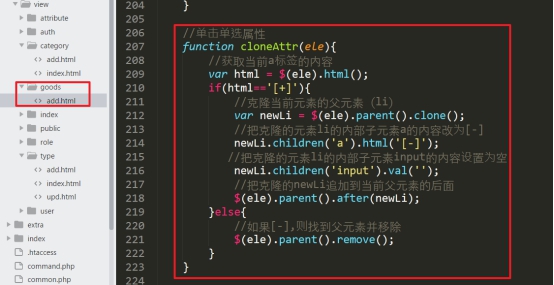 view
attribute
auth
category
add.html
index.html
goods
add.html
index
public
role
type
add.html
index.html
upd.html
user
extra
index
.htaccess
command.php
common.php
204 }
205
206 //单击单选属性
207 function cloneAttr(ele){
208 //获取当前a标签的内容
209 var html = $(ele).html();
210 if(html=='[+]'){
211 //克隆当前元素的父元素（li）
212 var newLi = $(ele).parent().clone();
213 //把克隆的元素li的内部子元素a的内容改为[-]
214 newLi.children('a').html('[-]');
215 //把克隆的元素li的内部子元素input的内容设置为空
216 newLi.children('input').val('');
217 //把克隆的newLi追加到当前父元素的后面
218 $(ele).parent().after(newLi);
219 }else{
220 //如果[-],则找到父元素并移除
221 $(ele).parent().remove();
222 }
223 }
224